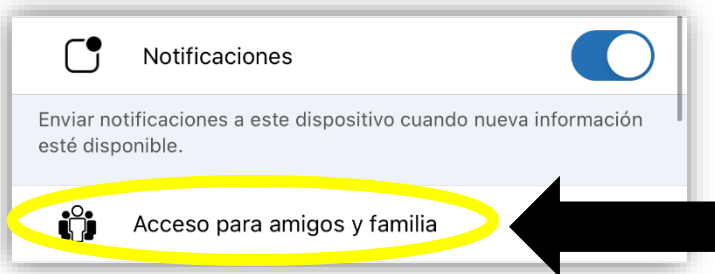 Notificaciones
Enviar notificaciones a este dispositivo cuando nueva información
esté disponible.
Acceso para amigos y familia